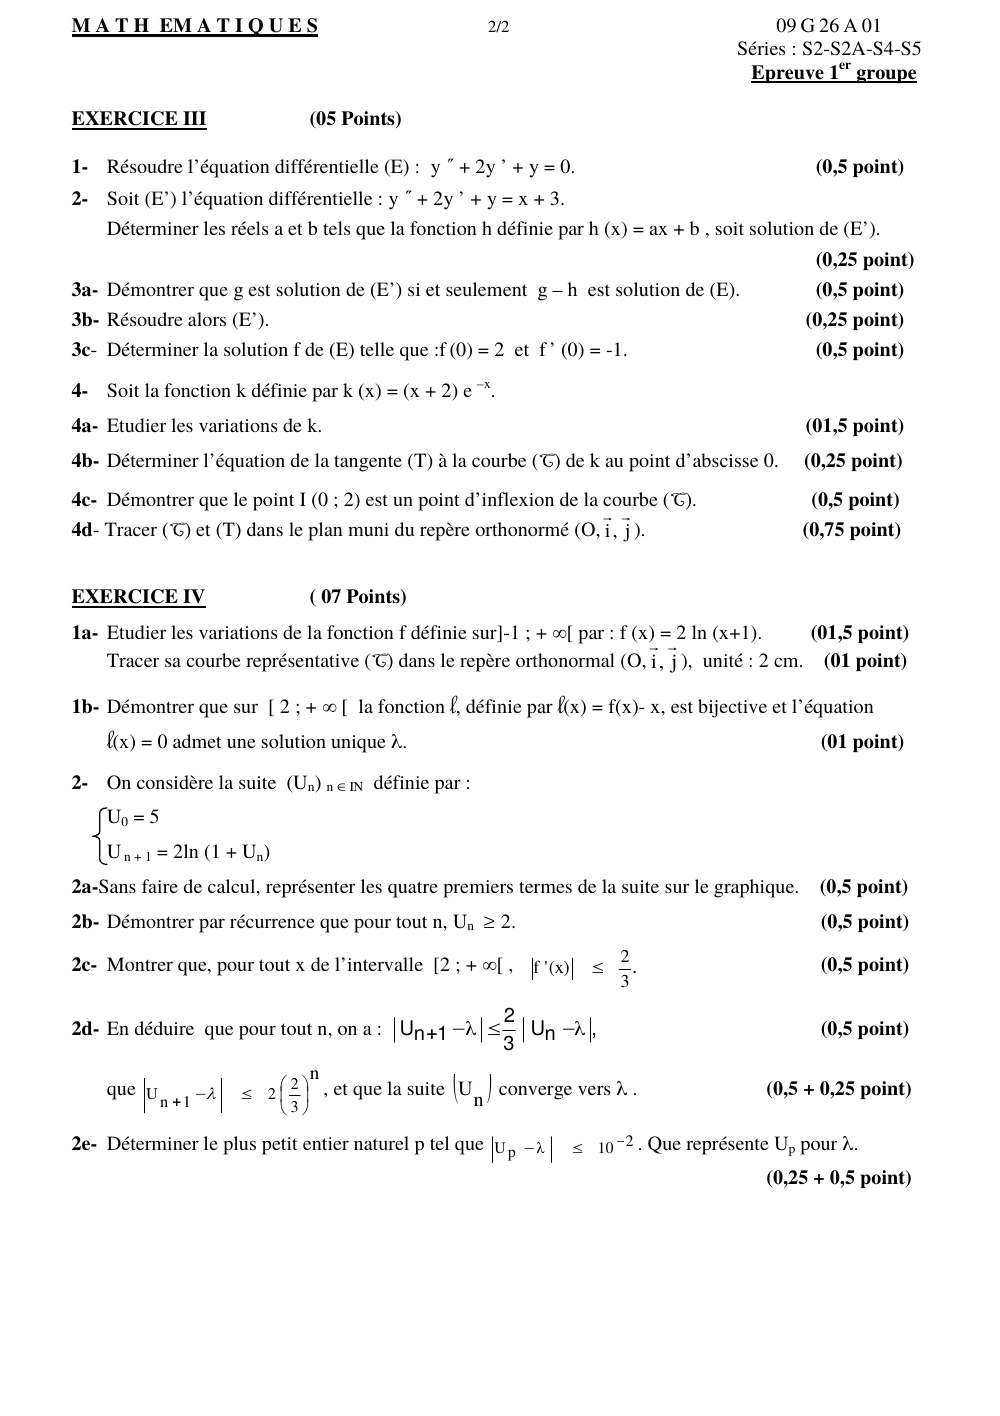 M A T H EM A T I Q U E S 2/2 09 G 26 A 01
Séries : S2-S2A-S4-S5
Epreuve 1er groupe
EXERCICE III (05 Points)
1- Résoudre l’équation différentielle (E) : y ″ + 2y ’ + y = 0. (0,5 point)
2- Soit (E’) l’équation différentielle : y ″ + 2y ’ + y = x + 3.
Déterminer les réels a et b tels que la fonction h définie par h (x) = ax + b , soit solution de (E’).
(0,25 point)
3a- Démontrer que g est solution de (E’) si et seulement g – h est solution de (E). (0,5 point)
3b- Résoudre alors (E’). (0,25 point)
3c- Déterminer la solution f de (E) telle que :f (0) = 2 et f ’ (0) = -1. (0,5 point)
4- Soit la fonction k définie par k (x) = (x + 2) e –x.
4a- Etudier les variations de k. (01,5 point)
4b- Déterminer l’équation de la tangente (T) à la courbe (𝒞) de k au point d’abscisse 0. (0,25 point)
4c- Démontrer que le point I (0 ; 2) est un point d’inflexion de la courbe (𝒞). (0,5 point)
4d- Tracer (𝒞) et (T) dans le plan muni du repère orthonormé (O, i⃗, j⃗ ). (0,75 point)
EXERCICE IV ( 07 Points)
1a- Etudier les variations de la fonction f définie sur]-1 ; + ∞[ par : f (x) = 2 ln (x+1). (01,5 point)
Tracer sa courbe représentative (𝒞) dans le repère orthonormal (O, i⃗, j⃗ ), unité : 2 cm. (01 point)
1b- Démontrer que sur [ 2 ; + ∞ [ la fonction ℓ, définie par ℓ(x) = f(x)- x, est bijective et l’équation
ℓ(x) = 0 admet une solution unique λ. (01 point)
2- On considère la suite (Un) n ∈ IN définie par :
U0 = 5
U n + 1 = 2ln (1 + Un)
2a-Sans faire de calcul, représenter les quatre premiers termes de la suite sur le graphique. (0,5 point)
2b- Démontrer par récurrence que pour tout n, Un ≥ 2. (0,5 point)
2c- Montrer que, pour tout x de l’intervalle [2 ; + ∞[ , |f '(x)| ≤ 2/3. (0,5 point)
2d- En déduire que pour tout n, on a : |Un+1 −λ| ≤ 2/3 | Un −λ|, (0,5 point)
que |U n +1 −λ| ≤ 2(2/3)n , et que la suite (U n) converge vers λ . (0,5 + 0,25 point)
2e- Déterminer le plus petit entier naturel p tel que |Up −λ| ≤ 10 −2 . Que représente Up pour λ.
(0,25 + 0,5 point)